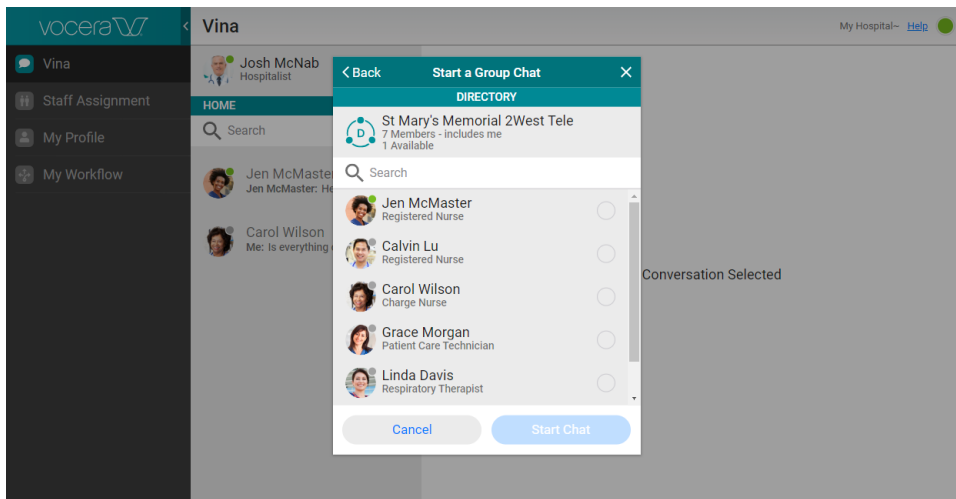 vocera
Vina
My Hospital~ Help
Vina
Staff Assignment
My Profile
My Workflow
Josh McNab
Hospitalist
HOME
Search
Jen McMaste
Jen McMaster: He
Carol Wilson
Me: Is everything
Back Start a Group Chat
DIRECTORY
D
St Mary's Memorial 2West Tele
7 Members - includes me
1 Available
Search
Jen McMaster
Registered Nurse
Calvin Lu
Registered Nurse
Carol Wilson
Charge Nurse
Grace Morgan
Patient Care Technician
Linda Davis
Respiratory Therapist
Cancel Start Chat
Conversation Selected